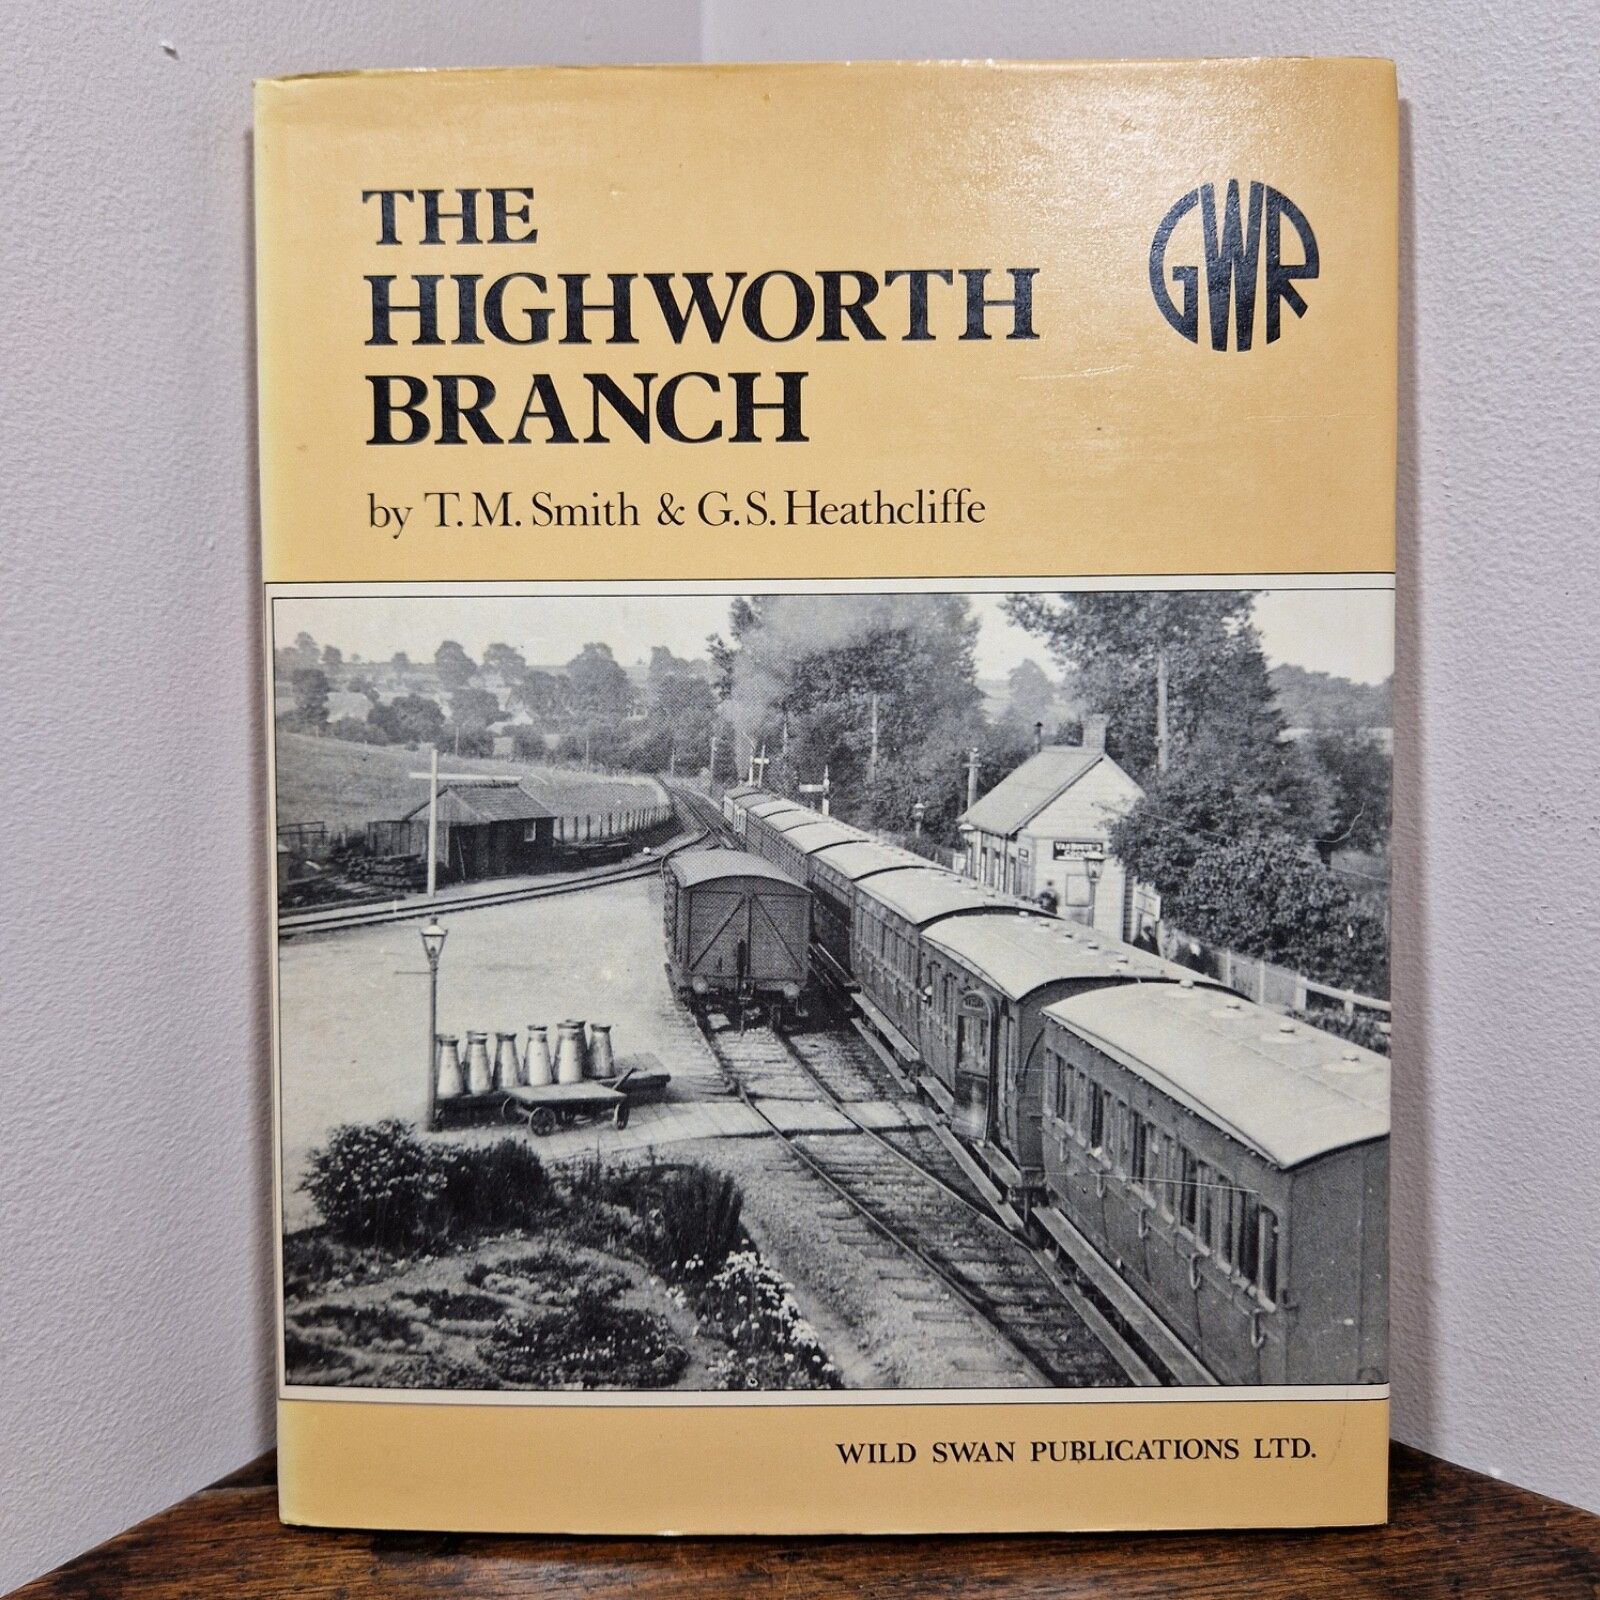 THE
HIGHWORTH
BRANCH
GWR
by T. M. Smith & G. S. Heathcliffe
WILD SWAN PUBLICATIONS LTD.